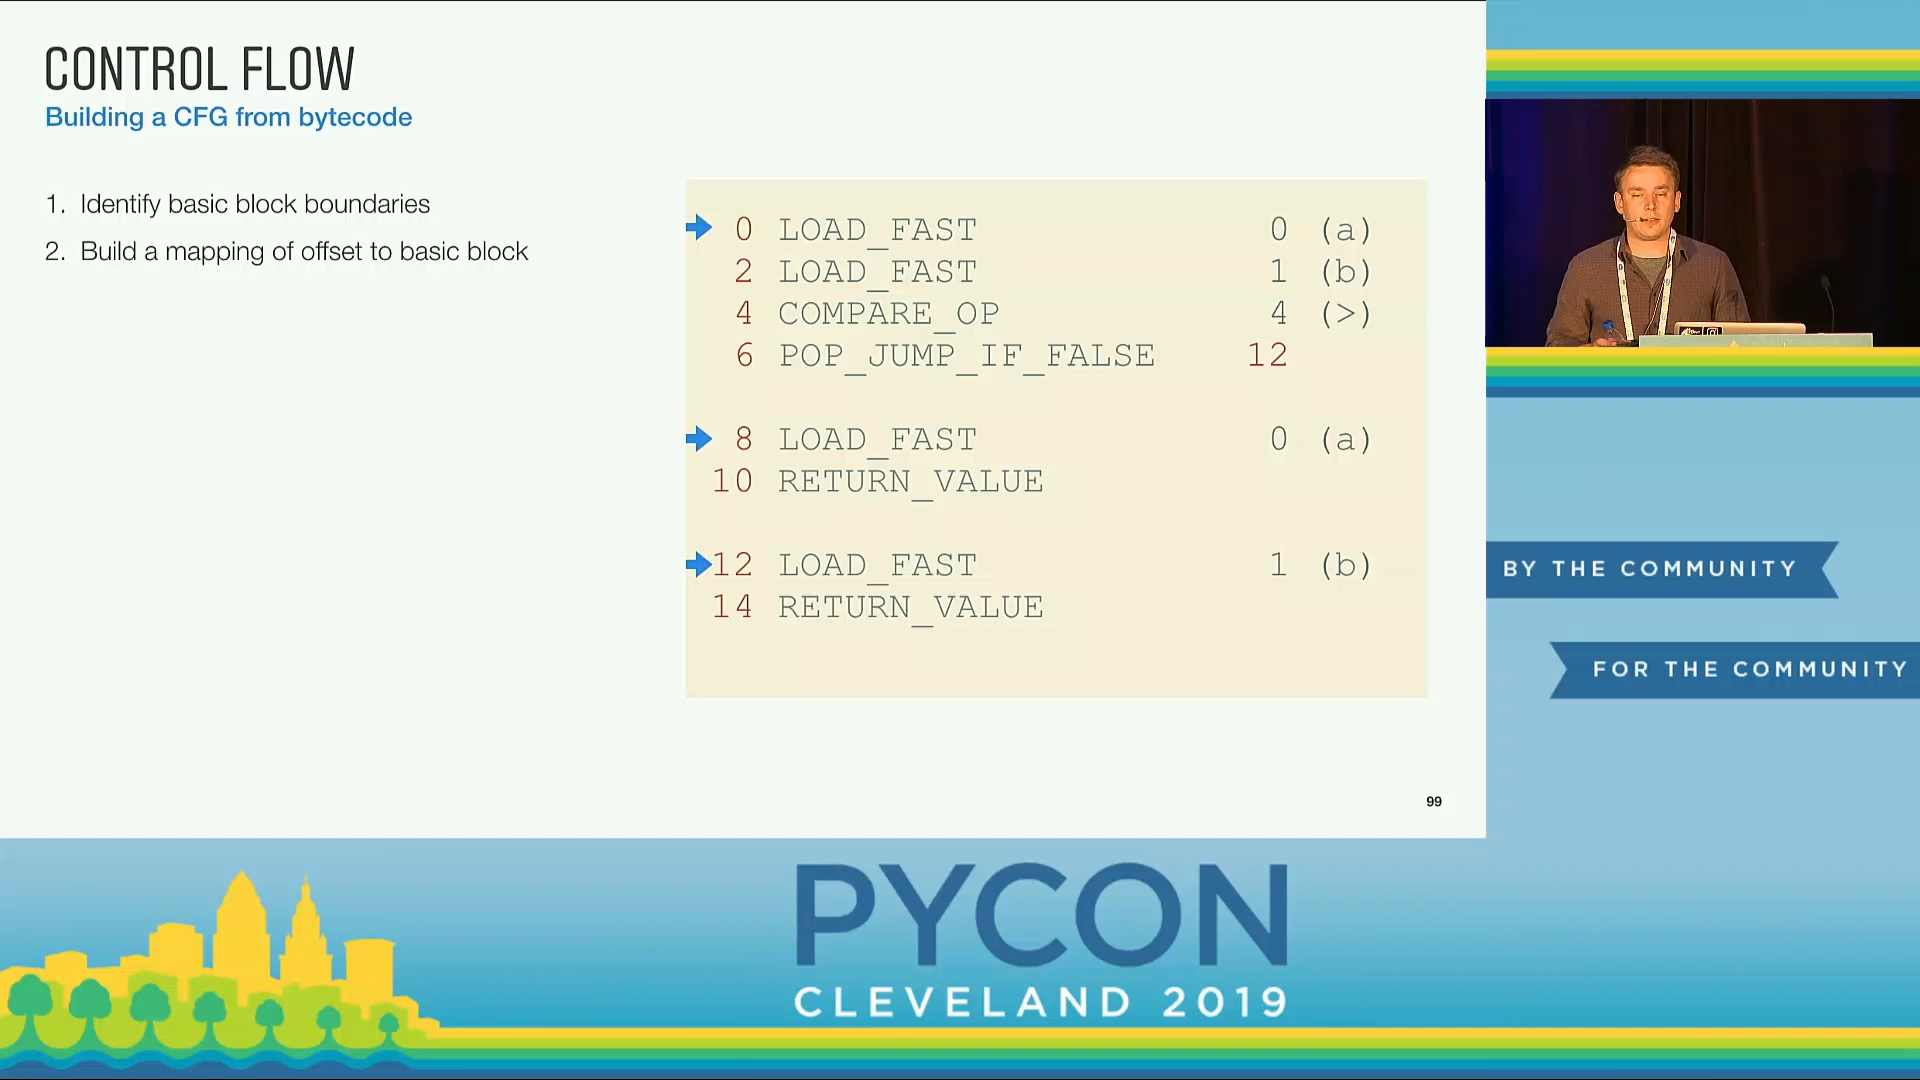 CONTROL FLOW
Building a CFG from bytecode
1. Identify basic block boundaries
2. Build a mapping of offset to basic block
0 LOAD_FAST 0 (a)
2 LOAD_FAST 1 (b)
4 COMPARE_OP 4 (>)
6 POP_JUMP_IF_FALSE 12
8 LOAD_FAST 0 (a)
10 RETURN_VALUE
12 LOAD_FAST 1 (b)
14 RETURN_VALUE
99
BY THE COMMUNITY
FOR THE COMMUNITY
PYCON
CLEVELAND 2019